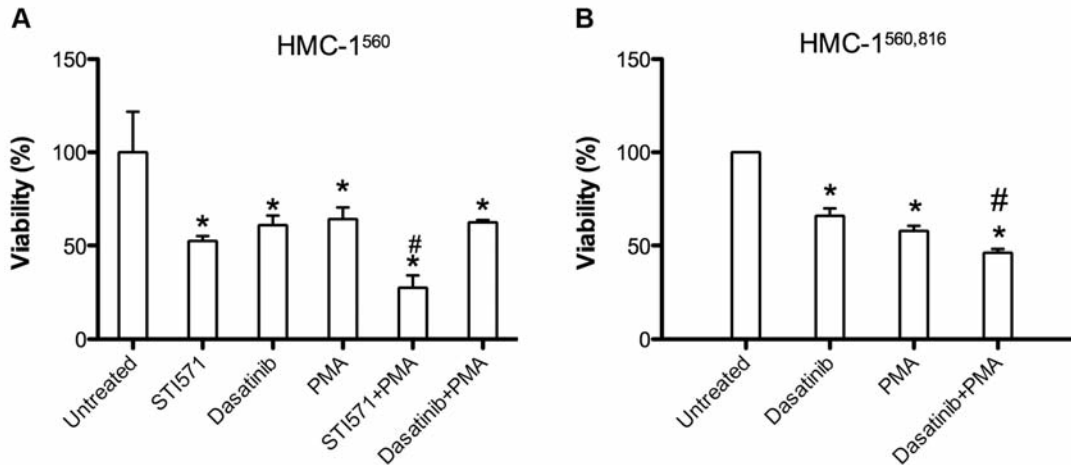 A
HMC-1560
Viability (%)
150
100
50
0
*
*
*
#
*
*
Untreated
STI571
Dasatinib
PMA
STI571+PMA
Dasatinib+PMA
B
HMC-1560,816
Viability (%)
150
100
50
0
*
*
#
*
Untreated
Dasatinib
PMA
Dasatinib+PMA